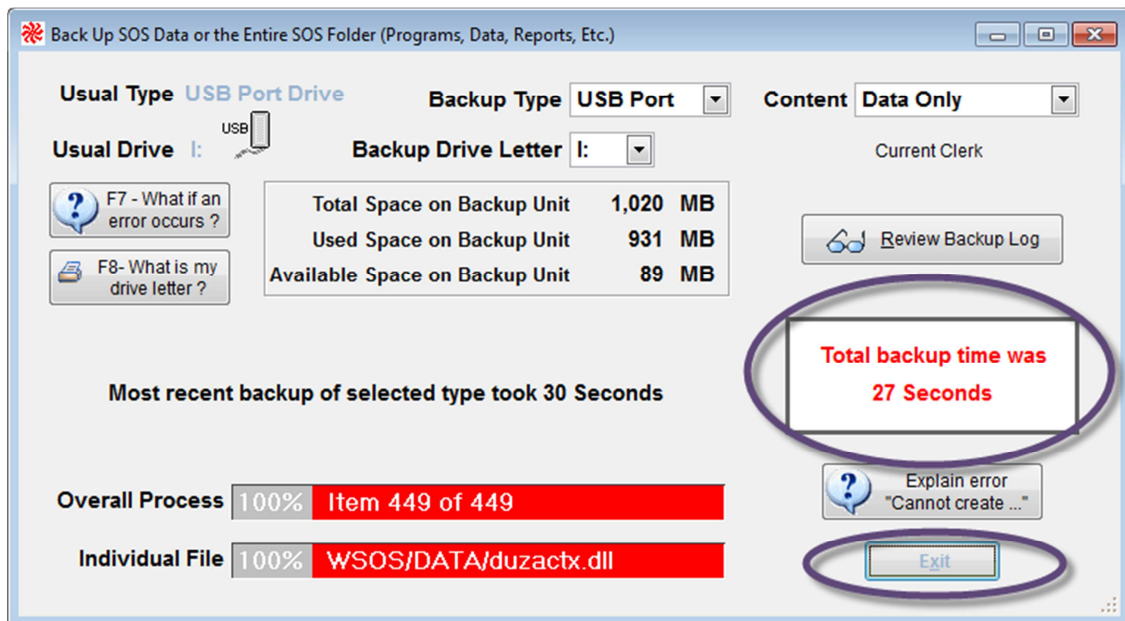 Back Up SOS Data or the Entire SOS Folder (Programs, Data, Reports, Etc.)
Usual Type USB Port Drive
Backup Type USB Port
Content Data Only
USB
Usual Drive I:
Backup Drive Letter I:
Current Clerk
F7 - What if an
error occurs ?
F8- What is my
drive letter ?
Total Space on Backup Unit 1,020 MB
Used Space on Backup Unit 931 MB
Available Space on Backup Unit 89 MB
Review Backup Log
Total backup time was
27 Seconds
Most recent backup of selected type took 30 Seconds
Explain error
"Cannot create ..."
Overall Process 100% Item 449 of 449
Individual File 100% WSOS/DATA/duzactx.dll
Exit